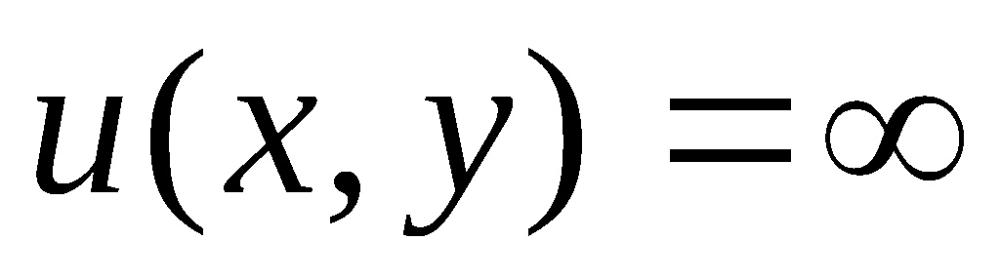 u(x, y) =∞